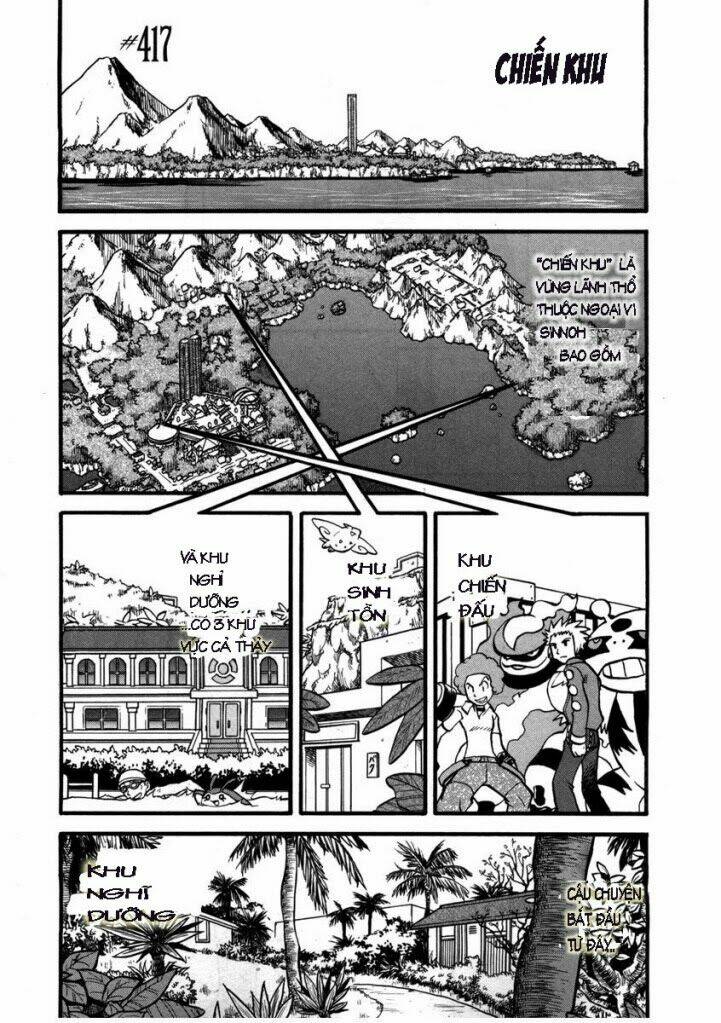 #417
CHIẾN KHU
"CHIẾN KHU" LÀ
VÙNG LÃNH THỔ
THUỘC NGOẠI VI
SINNOH
BAO GỒM
KHU
CHIẾN
ĐẤU
KHU
SINH
TỒN
VÀ KHU
NGHỈ
DƯỠNG
...CÓ 3 KHU
VỰC CẢ THẢY
KHU
NGHĨ
DƯỠNG
CÂU CHUYỆN
BẮT ĐẦU
TỪ ĐÂY...